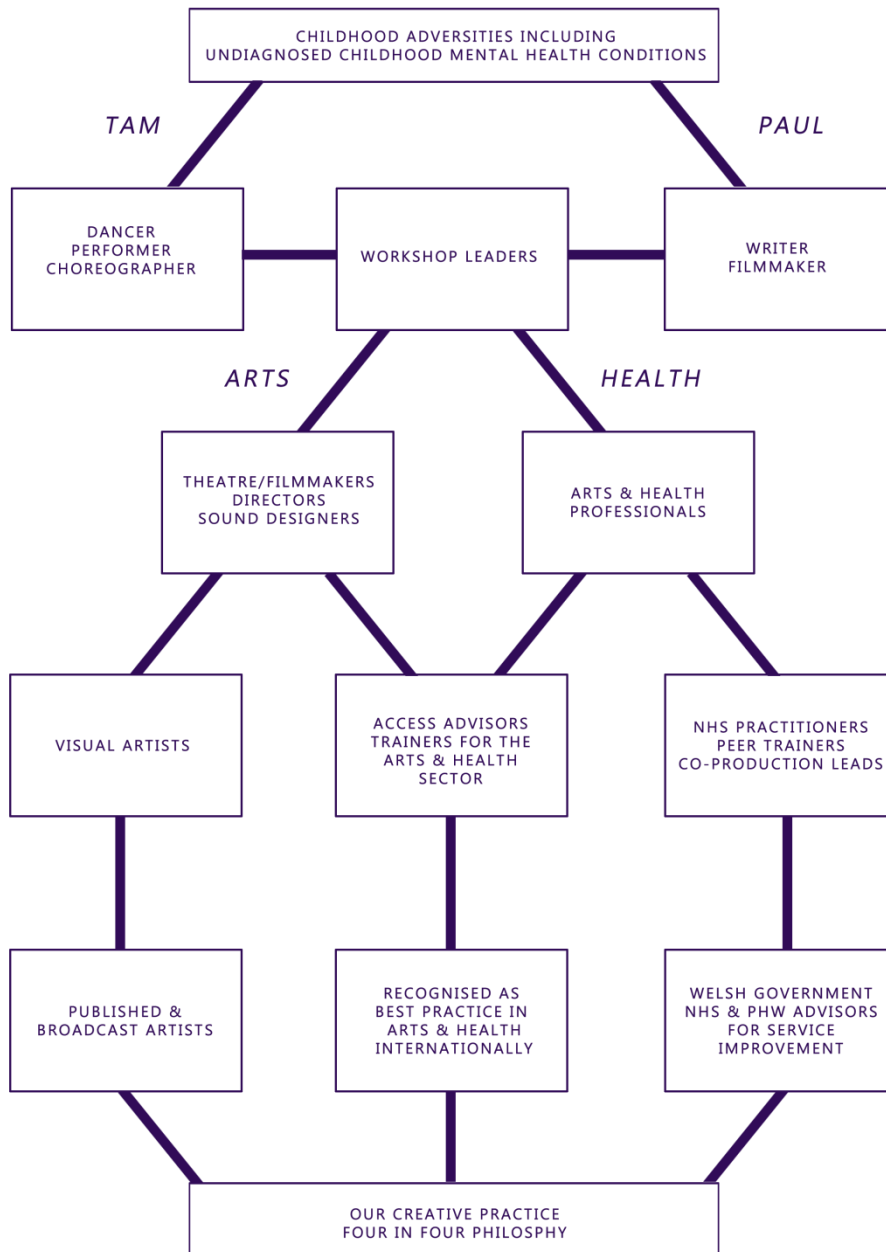 CHILDHOOD ADVERSITIES INCLUDING
UNDIAGNOSED CHILDHOOD MENTAL HEALTH CONDITIONS
TAM
PAUL
DANCER
PERFORMER
CHOREOGRAPHER
WORKSHOP LEADERS
WRITER
FILMMAKER
ARTS
HEALTH
THEATRE/FILMMAKERS
DIRECTORS
SOUND DESIGNERS
ARTS & HEALTH
PROFESSIONALS
VISUAL ARTISTS
ACCESS ADVISORS
TRAINERS FOR THE
ARTS & HEALTH
SECTOR
NHS PRACTITIONERS
PEER TRAINERS
CO-PRODUCTION LEADS
PUBLISHED &
BROADCAST ARTISTS
RECOGNISED AS
BEST PRACTICE IN
ARTS & HEALTH
INTERNATIONALLY
WELSH GOVERNMENT
NHS & PHW ADVISORS
FOR SERVICE
IMPROVEMENT
OUR CREATIVE PRACTICE
FOUR IN FOUR PHILOSPHY